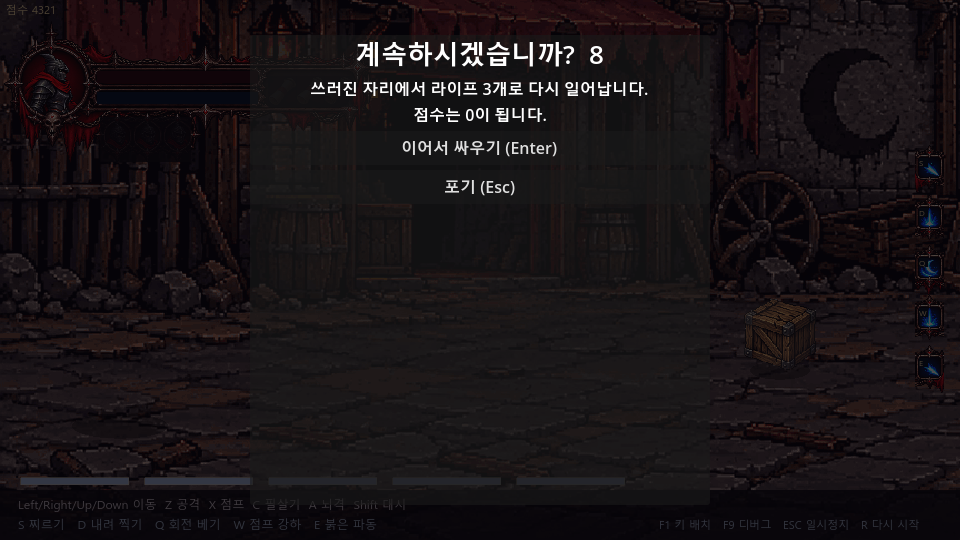 점수 4321
계속하시겠습니까? 8
쓰러진 자리에서 라이프 3개로 다시 일어납니다.
점수는 0이 됩니다.
이어서 싸우기 (Enter)
포기 (Esc)
Left/Right/Up/Down 이동 Z 공격 X 점프 C 필살기 A 뇌격 Shift 대시
S 찌르기 D 내려 찍기 Q 회전 베기 W 점프 강하 E 붉은 파동
F1 키 배치 F9 디버그 ESC 일시정지 R 다시 시작